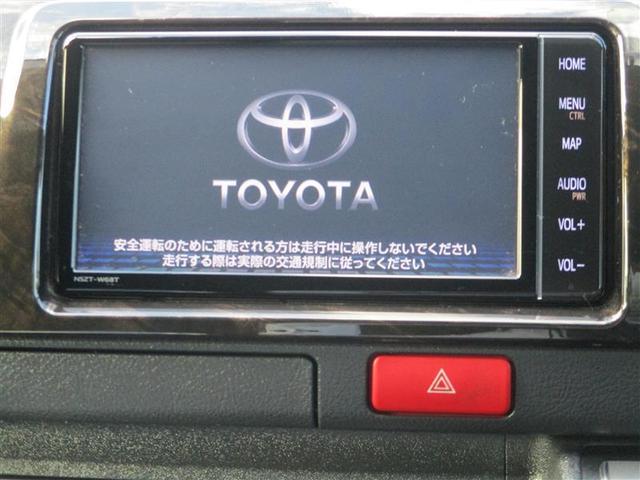 TOYOTA
安全運転のために運転される方は走行中に操作しないでください
走行する際は実際の交通規制に従ってください
NSZT-W68T
HOME
MENU
CTRL
MAP
AUDIO
PWR
VOL+
VOL−